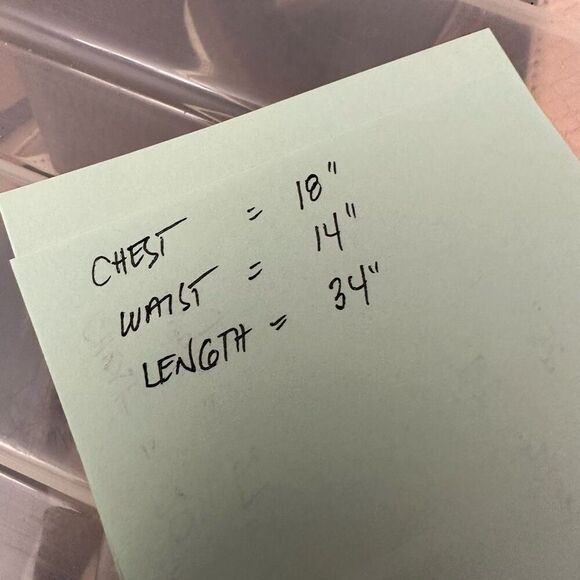 CHEST = 18"
WAIST = 14"
LENGTH = 34"